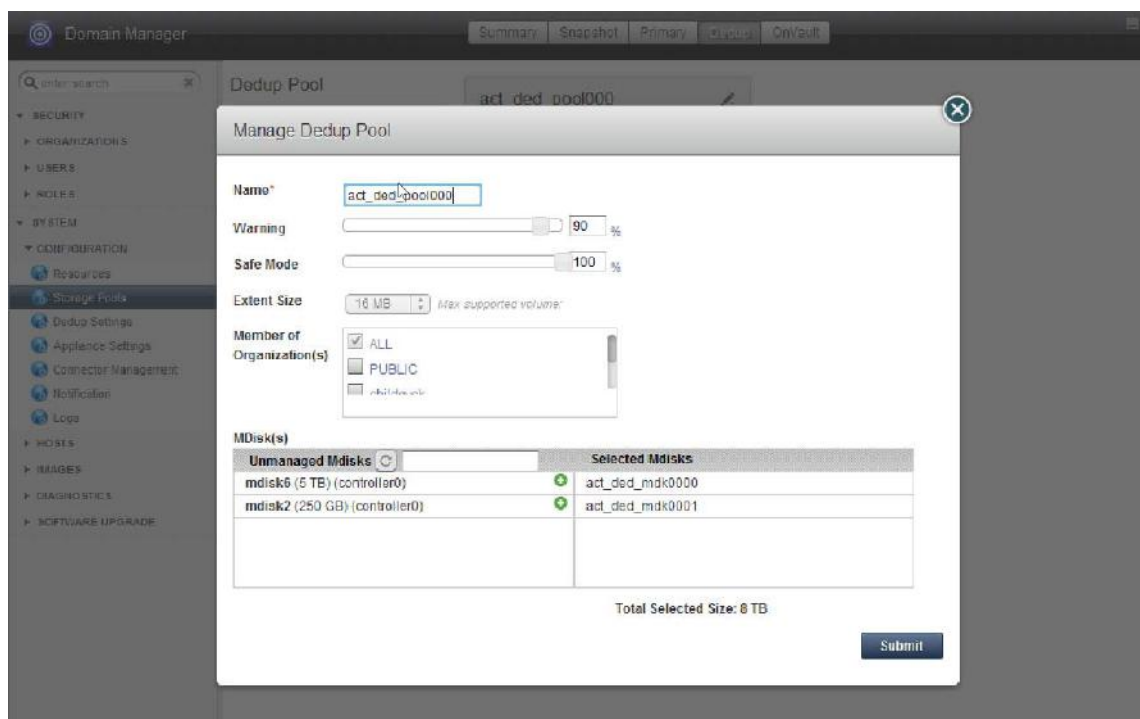 Domain Manager
Summary Snapshot Primary Dedup OnVault
enter search
Dedup Pool
act_ded_pool000
SECURITY
ORGANIZATIONS
USERS
ROLES
SYSTEM
CONFIGURATION
Resources
Storage Pools
Dedup Settings
Appliance Settings
Connector Management
Notification
Logs
HOSTS
IMAGES
DIAGNOSTICS
SOFTWARE UPGRADE
Manage Dedup Pool
Name* act_ded_pool000
Warning 90 %
Safe Mode 100 %
Extent Size 16 MB Max supported volume:
Member of
Organization(s)
ALL
PUBLIC
MDisk(s)
Unmanaged Mdisks Selected Mdisks
mdisk6 (5 TB) (controller0) act_ded_mdk0000
mdisk2 (250 GB) (controller0) act_ded_mdk0001
Total Selected Size: 8 TB
Submit